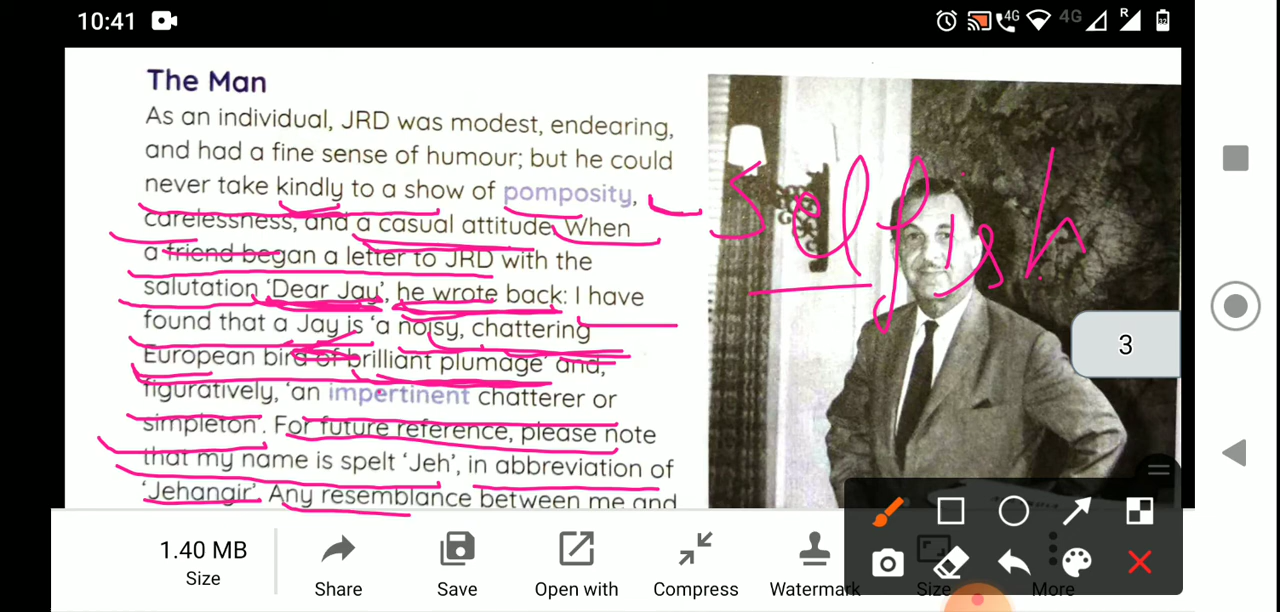 10:41
4G
4G
R
The Man
As an individual, JRD was modest, endearing,
and had a fine sense of humour; but he could
never take kindly to a show of pomposity,
carelessness, and a casual attitude. When
a friend began a letter to JRD with the
salutation 'Dear Jay', he wrote back: I have
found that a Jay is 'a noisy, chattering
European bird of brilliant plumage' and,
figuratively, 'an impertinent chatterer or
simpleton'. For future reference, please note
that my name is spelt 'Jeh', in abbreviation of
'Jehangir'. Any resemblance between me and
Selfish
3
1.40 MB
Size
Share
Save
Open with
Compress
Watermark
Size
More